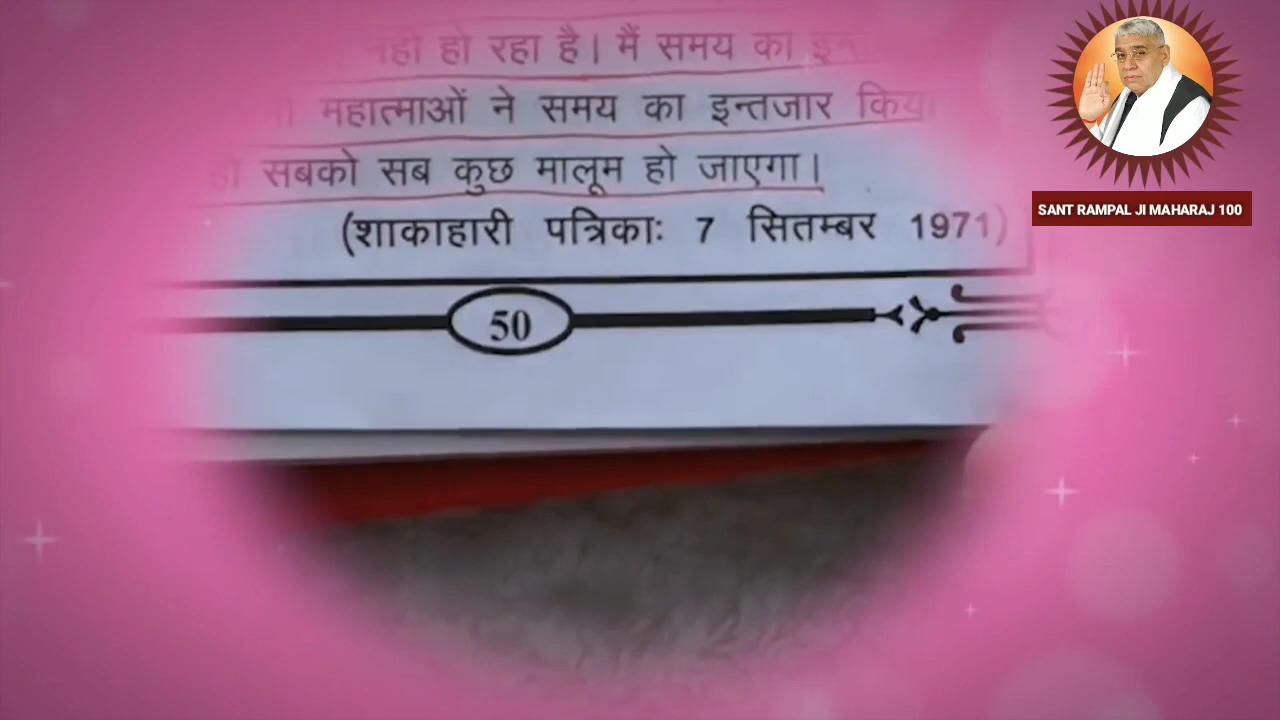 नहीं हो रहा है। मैं समय का
महात्माओं ने समय का इन्तजार किया
सबको सब कुछ मालूम हो जाएगा।
(शाकाहारी पत्रिकाः 7 सितम्बर 1971)
50
SANT RAMPAL JI MAHARAJ 100